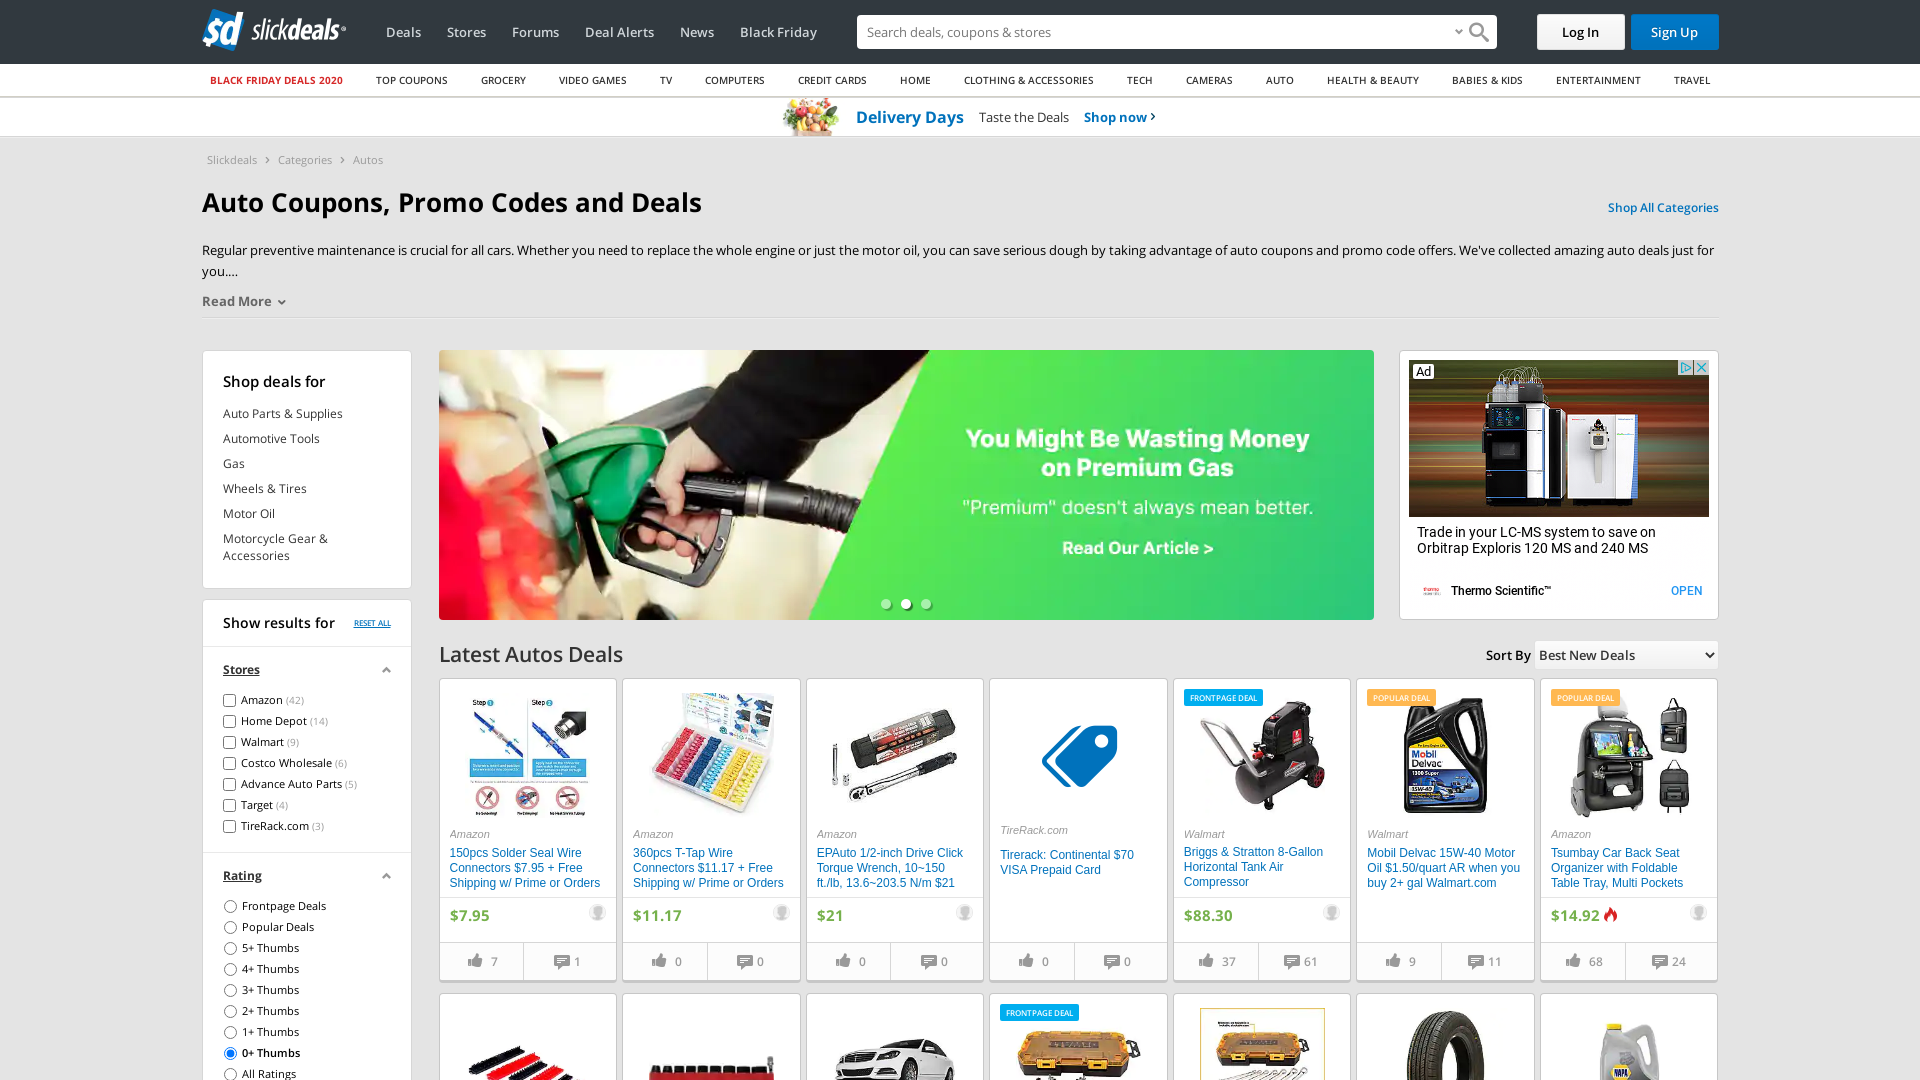 sd slickdeals
Deals Stores Forums Deal Alerts News Black Friday
Search deals, coupons & stores
Log In
Sign Up
BLACK FRIDAY DEALS 2020 TOP COUPONS GROCERY VIDEO GAMES TV COMPUTERS CREDIT CARDS HOME CLOTHING & ACCESSORIES TECH CAMERAS AUTO HEALTH & BEAUTY BABIES & KIDS ENTERTAINMENT TRAVEL
Delivery Days Taste the Deals Shop now
Slickdeals Categories Autos
Auto Coupons, Promo Codes and Deals
Shop All Categories
Regular preventive maintenance is crucial for all cars. Whether you need to replace the whole engine or just the motor oil, you can save serious dough by taking advantage of auto coupons and promo code offers. We've collected amazing auto deals just for
you....
Read More
Shop deals for
Auto Parts & Supplies
Automotive Tools
Gas
Wheels & Tires
Motor Oil
Motorcycle Gear &
Accessories
Show results for RESET ALL
Stores
Amazon (42)
Home Depot (14)
Walmart (9)
Costco Wholesale (6)
Advance Auto Parts (5)
Target (4)
TireRack.com (3)
Rating
Frontpage Deals
Popular Deals
5+ Thumbs
4+ Thumbs
3+ Thumbs
2+ Thumbs
1+ Thumbs
0+ Thumbs
All Ratings
You Might Be Wasting Money
on Premium Gas
"Premium" doesn't always mean better.
Read Our Article >
Ad
Trade in your LC-MS system to save on
Orbitrap Exploris 120 MS and 240 MS
Thermo Scientific™
OPEN
Latest Autos Deals
Sort By Best New Deals
Step 1 Step 2
Amazon
150pcs Solder Seal Wire
Connectors $7.95 + Free
Shipping w/ Prime or Orders
$7.95
7 1
Amazon
360pcs T-Tap Wire
Connectors $11.17 + Free
Shipping w/ Prime or Orders
$11.17
0 0
Amazon
EPAuto 1/2-inch Drive Click
Torque Wrench, 10~150
ft./lb, 13.6~203.5 N/m $21
$21
0 0
TireRack.com
Tirerack: Continental $70
VISA Prepaid Card
0 0
FRONTPAGE DEAL
Walmart
Briggs & Stratton 8-Gallon
Horizontal Tank Air
Compressor
$88.30
37 61
POPULAR DEAL
Mobil
Delvac
1300 Super
15W-40
Walmart
Mobil Delvac 15W-40 Motor
Oil $1.50/quart AR when you
buy 2+ gal Walmart.com
9 11
POPULAR DEAL
Amazon
Tsumbay Car Back Seat
Organizer with Foldable
Table Tray, Multi Pockets
$14.92
68 24
FRONTPAGE DEAL
NAPA